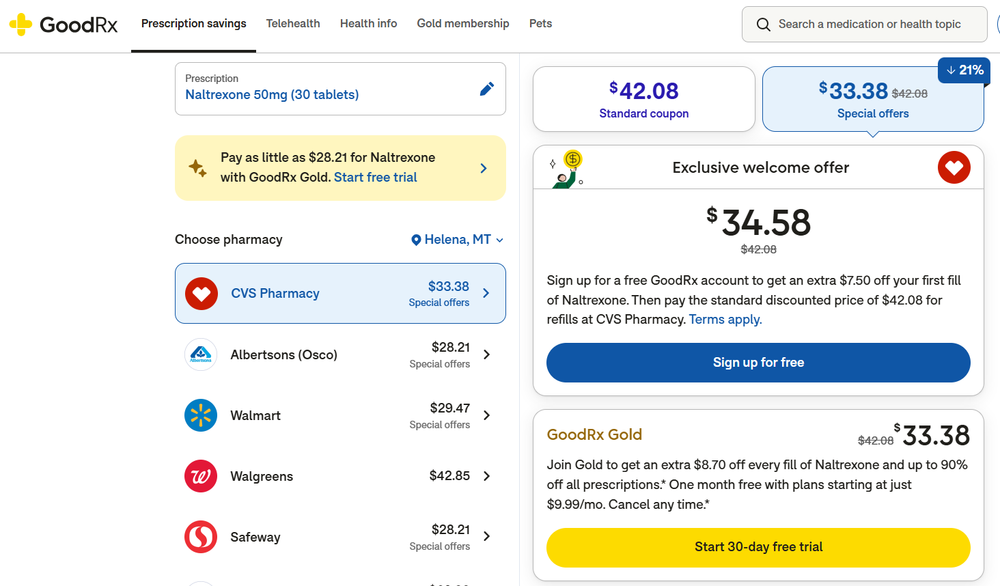 GoodRx
Prescription savings
Telehealth
Health info
Gold membership
Pets
Search a medication or health topic
Prescription
Naltrexone 50mg (30 tablets)
Pay as little as $28.21 for Naltrexone
with GoodRx Gold. Start free trial
Choose pharmacy
Helena, MT
CVS Pharmacy
$33.38
Special offers
Albertsons
Albertsons (Osco)
$28.21
Special offers
Walmart
$29.47
Special offers
Walgreens
$42.85
Safeway
$28.21
Special offers
$42.08
Standard coupon
21%
$33.38 $42.08
Special offers
Exclusive welcome offer
$34.58
$42.08
Sign up for a free GoodRx account to get an extra $7.50 off your first fill
of Naltrexone. Then pay the standard discounted price of $42.08 for
refills at CVS Pharmacy. Terms apply.
Sign up for free
GoodRx Gold
$42.08 $33.38
Join Gold to get an extra $8.70 off every fill of Naltrexone and up to 90%
off all prescriptions.* One month free with plans starting at just
$9.99/mo. Cancel any time.*
Start 30-day free trial